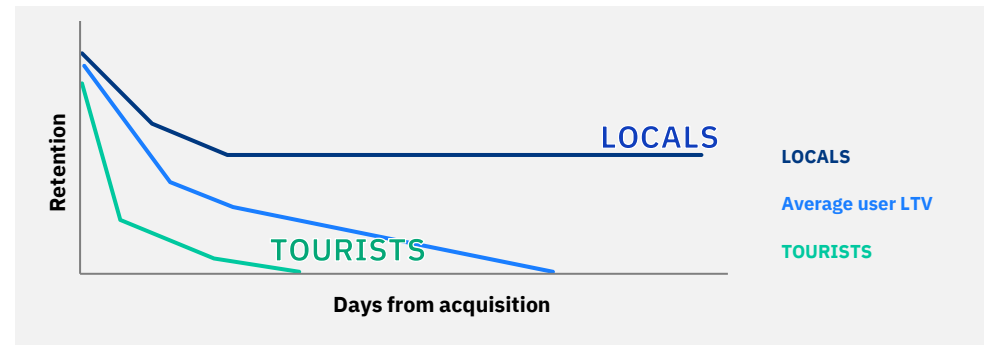 Retention
LOCALS
TOURISTS
Days from acquisition
LOCALS
Average user LTV
TOURISTS